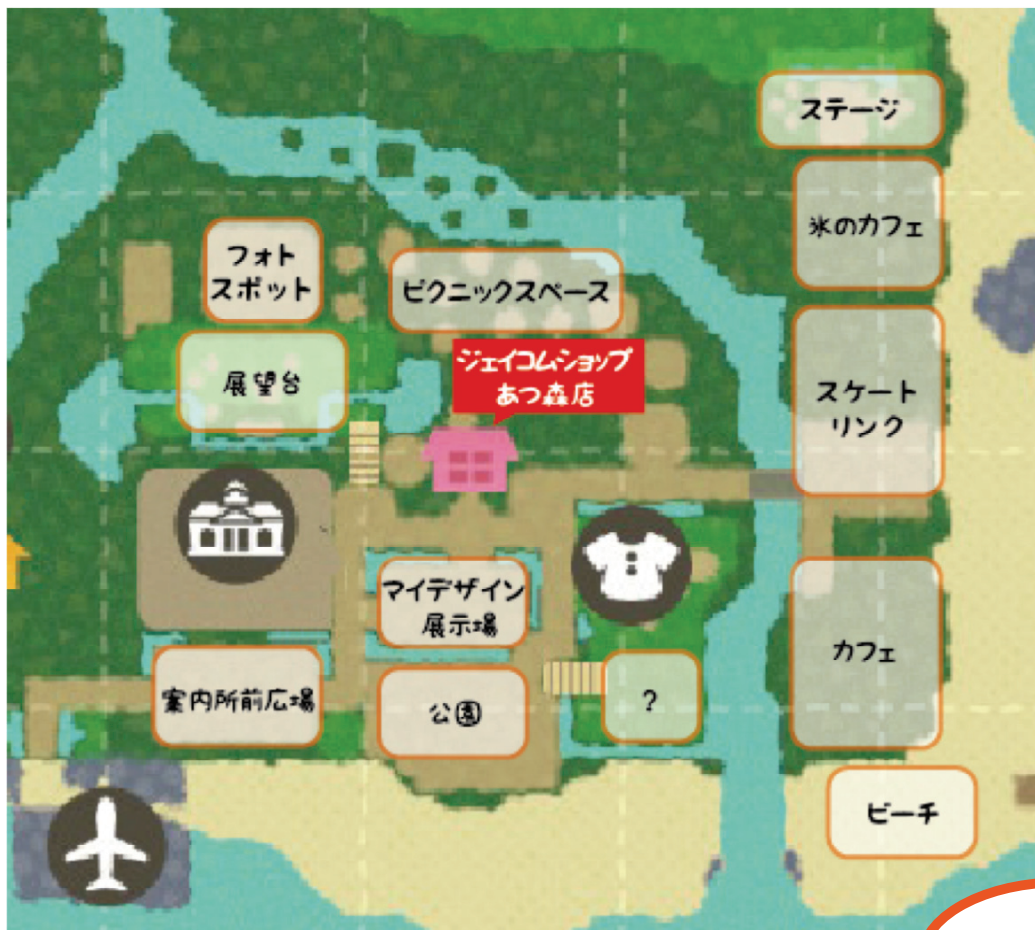 ステージ
氷のカフェ
フォト
スポット
ピクニックスペース
ジェイコムショップ
あつ森店
展望台
スケート
リンク
マイデザイン
展示場
カフェ
案内所前広場
公園
?
ビーチ